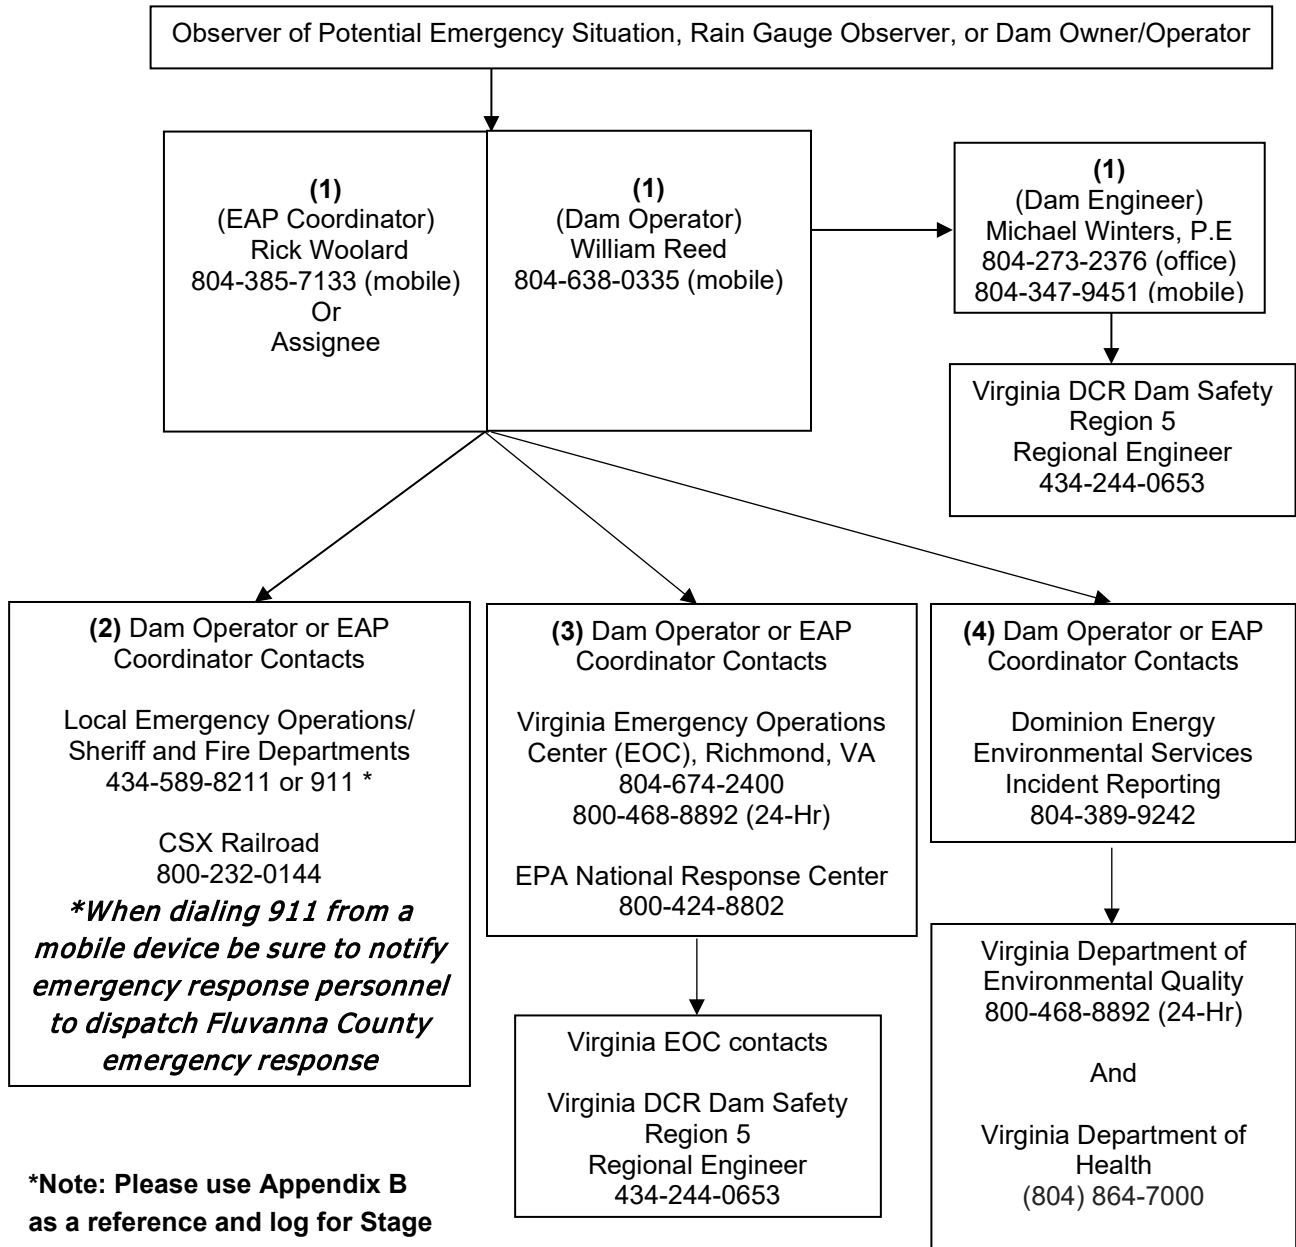 Observer of Potential Emergency Situation, Rain Gauge Observer, or Dam Owner/Operator
(1)
(EAP Coordinator)
Rick Woolard
804-385-7133 (mobile)
Or
Assignee
(1)
(Dam Operator)
William Reed
804-638-0335 (mobile)
(1)
(Dam Engineer)
Michael Winters, P.E
804-273-2376 (office)
804-347-9451 (mobile)
Virginia DCR Dam Safety
Region 5
Regional Engineer
434-244-0653
(2) Dam Operator or EAP
Coordinator Contacts
Local Emergency Operations/
Sheriff and Fire Departments
434-589-8211 or 911 *
CSX Railroad
800-232-0144
*When dialing 911 from a
mobile device be sure to notify
emergency response personnel
to dispatch Fluvanna County
emergency response
(3) Dam Operator or EAP
Coordinator Contacts
Virginia Emergency Operations
Center (EOC), Richmond, VA
804-674-2400
800-468-8892 (24-Hr)
EPA National Response Center
800-424-8802
Virginia EOC contacts
Virginia DCR Dam Safety
Region 5
Regional Engineer
434-244-0653
(4) Dam Operator or EAP
Coordinator Contacts
Dominion Energy
Environmental Services
Incident Reporting
804-389-9242
Virginia Department of
Environmental Quality
800-468-8892 (24-Hr)
And
Virginia Department of
Health
(804) 864-7000
*Note: Please use Appendix B
as a reference and log for Stage